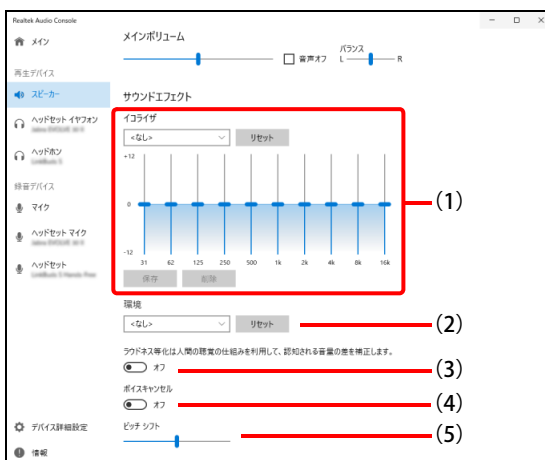 Realtek Audio Console
メイン
再生デバイス
スピーカー
ヘッドセット イヤフォン
ヘッドホン
録音デバイス
マイク
ヘッドセット マイク
ヘッドセット
デバイス詳細設定
情報
メインボリューム
音声オフ
バランス
L R
サウンドエフェクト
イコライザ
<なし> リセット
+12
0
-12
31 62 125 250 500 1k 2k 4k 8k 16k
保存 削除
(1)
環境
<なし> リセット (2)
ラウドネス等化は人間の聴覚の仕組みを利用して、認知される音量の差を補正します。
オフ (3)
ボイスキャンセル
オフ (4)
ピッチ シフト
(5)